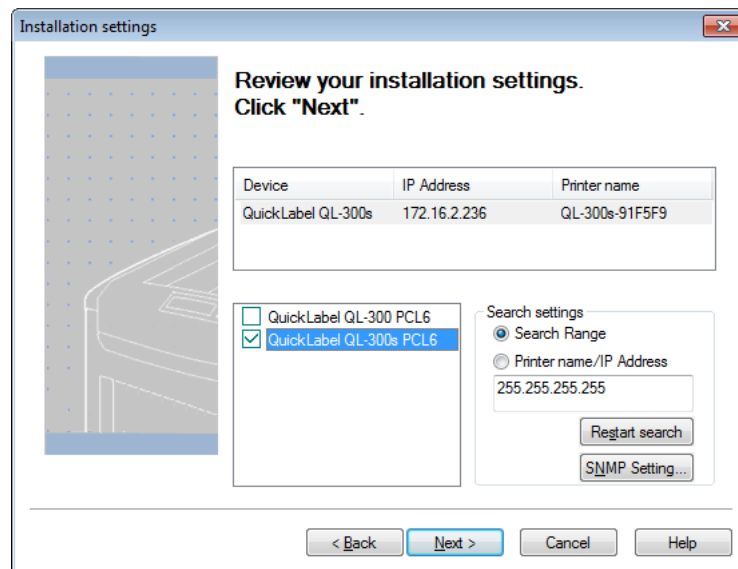 Installation settings
Review your installation settings.
Click "Next".
Device IP Address Printer name
QuickLabel QL-300s 172.16.2.236 QL-300s-91F5F9
QuickLabel QL-300 PCL6
QuickLabel QL-300s PCL6
Search settings
Search Range
Printer name/IP Address
255.255.255.255
Restart search
SNMP Setting...
< Back Next > Cancel Help